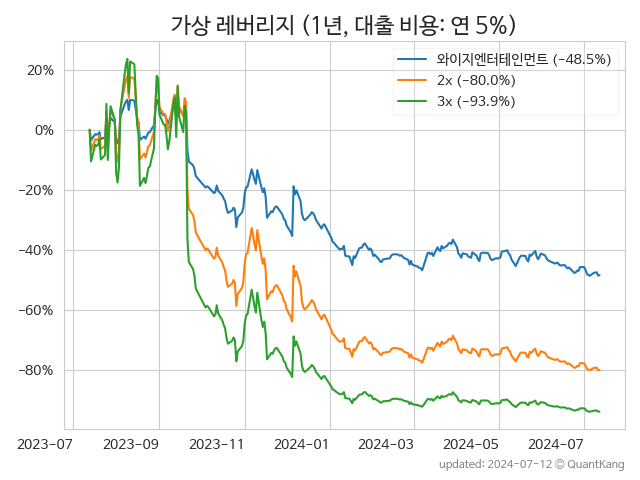 가상 레버리지 (1년, 대출 비용: 연 5%)
와이지엔터테인먼트 (−48.5%)
2x (−80.0%)
3x (−93.9%)
20%
0%
−20%
−40%
−60%
−80%
2023-07 2023-09 2023-11 2024-01 2024-03 2024-05 2024-07
updated: 2024-07-12 © QuantKang